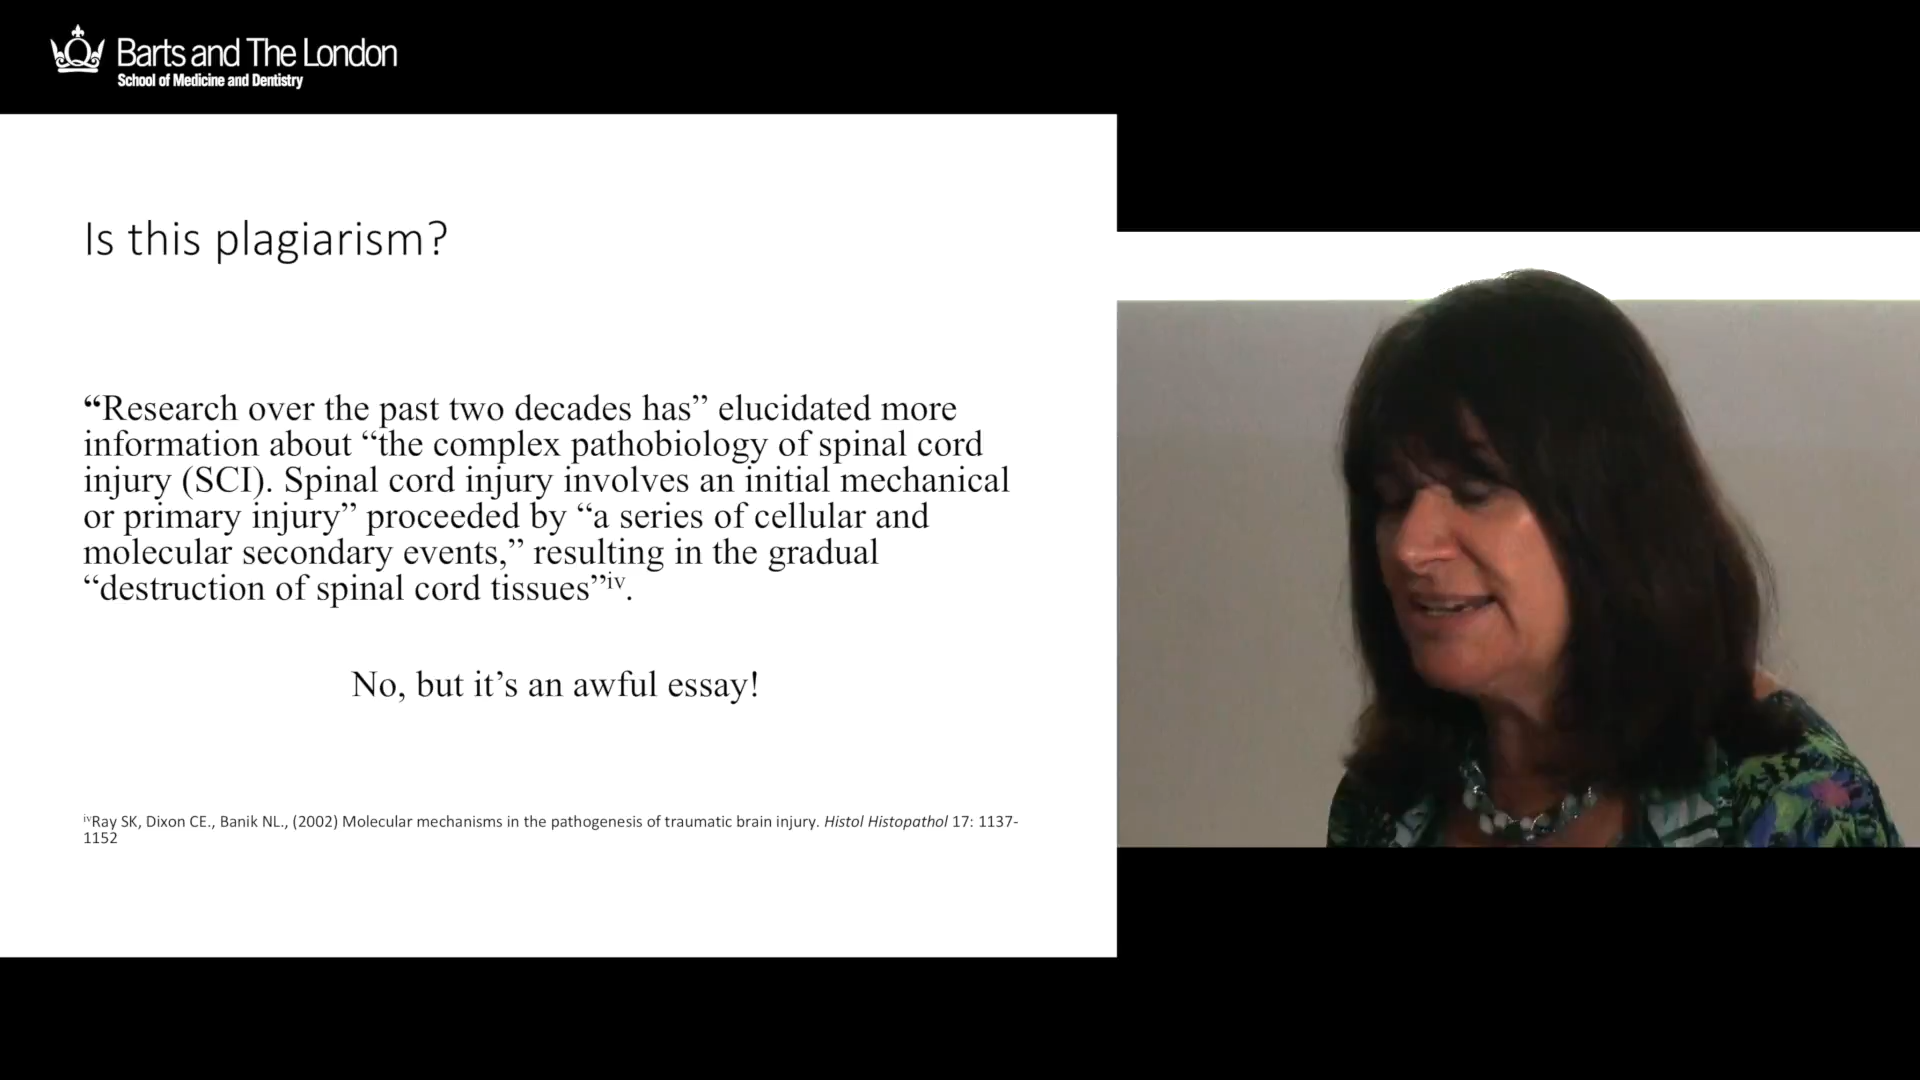 Barts and The London
School of Medicine and Dentistry
Is this plagiarism?
“Research over the past two decades has” elucidated more
information about “the complex pathobiology of spinal cord
injury (SCI). Spinal cord injury involves an initial mechanical
or primary injury” proceeded by “a series of cellular and
molecular secondary events,” resulting in the gradual
“destruction of spinal cord tissues”iv.
No, but it’s an awful essay!
ivRay SK, Dixon CE., Banik NL., (2002) Molecular mechanisms in the pathogenesis of traumatic brain injury. Histol Histopathol 17: 1137-
1152